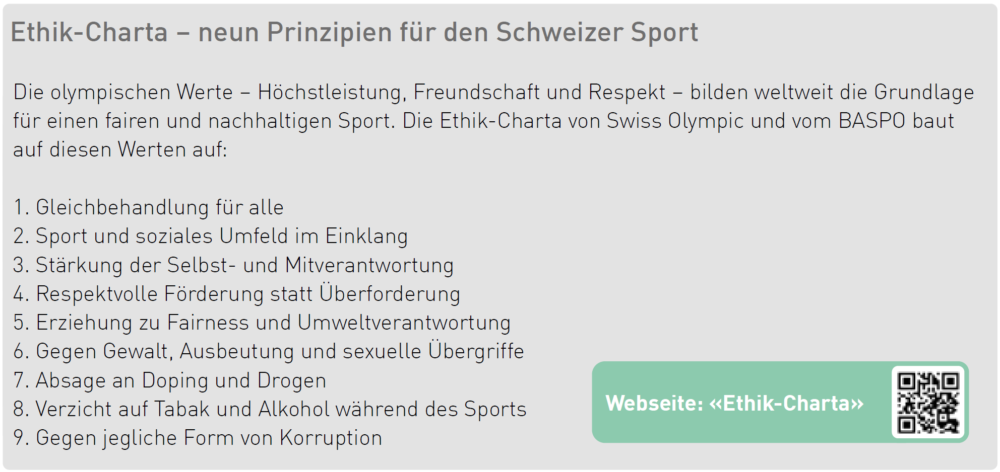 Ethik-Charta – neun Prinzipien für den Schweizer Sport
Die olympischen Werte – Höchstleistung, Freundschaft und Respekt – bilden weltweit die Grundlage
für einen fairen und nachhaltigen Sport. Die Ethik-Charta von Swiss Olympic und vom BASPO baut
auf diesen Werten auf:
1. Gleichbehandlung für alle
2. Sport und soziales Umfeld im Einklang
3. Stärkung der Selbst- und Mitverantwortung
4. Respektvolle Förderung statt Überforderung
5. Erziehung zu Fairness und Umweltverantwortung
6. Gegen Gewalt, Ausbeutung und sexuelle Übergriffe
7. Absage an Doping und Drogen
8. Verzicht auf Tabak und Alkohol während des Sports
9. Gegen jegliche Form von Korruption
Webseite: «Ethik-Charta»